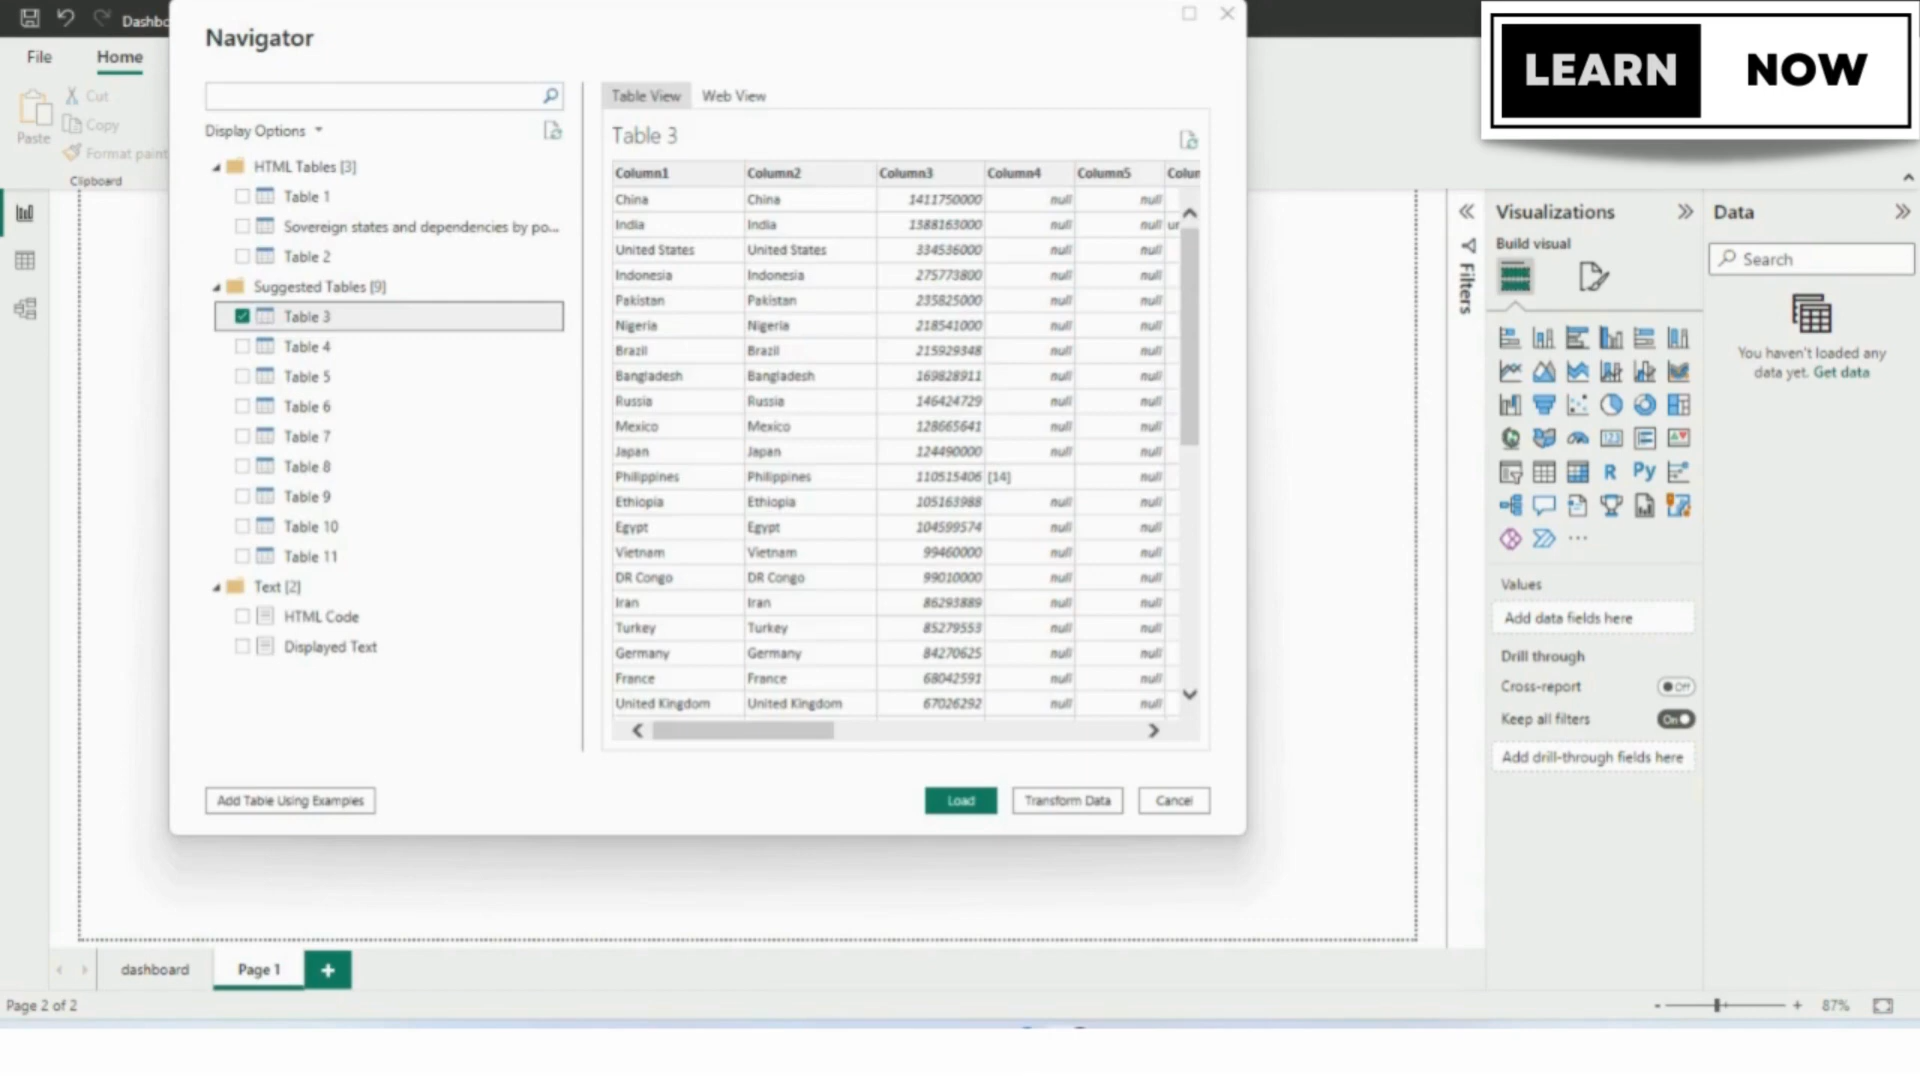 Dashbo
File
Home
Paste
Cut
Copy
Format paint
Clipboard
Navigator
Display Options
HTML Tables [3]
Table 1
Sovereign states and dependencies by po...
Table 2
Suggested Tables [9]
Table 3
Table 4
Table 5
Table 6
Table 7
Table 8
Table 9
Table 10
Table 11
Text [2]
HTML Code
Displayed Text
Add Table Using Examples
Table View Web View
Table 3
Column1 Column2 Column3 Column4 Column5 Colun
China China 1411750000 null null
India India 1388163000 null null ur
United States United States 334536000 null null
Indonesia Indonesia 275773800 null null
Pakistan Pakistan 235825000 null null
Nigeria Nigeria 218541000 null null
Brazil Brazil 215929348 null null
Bangladesh Bangladesh 169828911 null null
Russia Russia 146424729 null null
Mexico Mexico 128665641 null null
Japan Japan 124490000 null null
Philippines Philippines 110515406 [14] null
Ethiopia Ethiopia 105163988 null null
Egypt Egypt 104599574 null null
Vietnam Vietnam 99460000 null null
DR Congo DR Congo 99010000 null null
Iran Iran 86293889 null null
Turkey Turkey 85279553 null null
Germany Germany 84270625 null null
France France 68042591 null null
United Kingdom United Kingdom 67026292 null null
Load Transform Data Cancel
LEARN NOW
Filters
Visualizations
Build visual
R Py
123
...
Values
Add data fields here
Drill through
Cross-report Off
Keep all filters On
Add drill-through fields here
Data
Search
You haven't loaded any
data yet. Get data
dashboard Page 1 +
Page 2 of 2
- + 87%